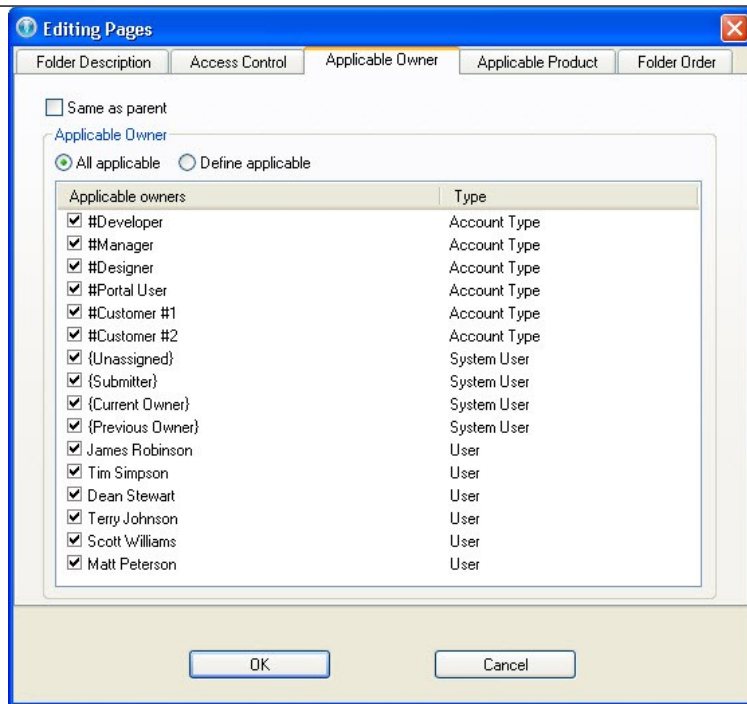 Editing Pages
Folder Description Access Control Applicable Owner Applicable Product Folder Order
Same as parent
Applicable Owner
All applicable Define applicable
Applicable owners Type
#Developer Account Type
#Manager Account Type
#Designer Account Type
#Portal User Account Type
#Customer #1 Account Type
#Customer #2 Account Type
{Unassigned} System User
{Submitter} System User
{Current Owner} System User
{Previous Owner} System User
James Robinson User
Tim Simpson User
Dean Stewart User
Terry Johnson User
Scott Williams User
Matt Peterson User
OK Cancel